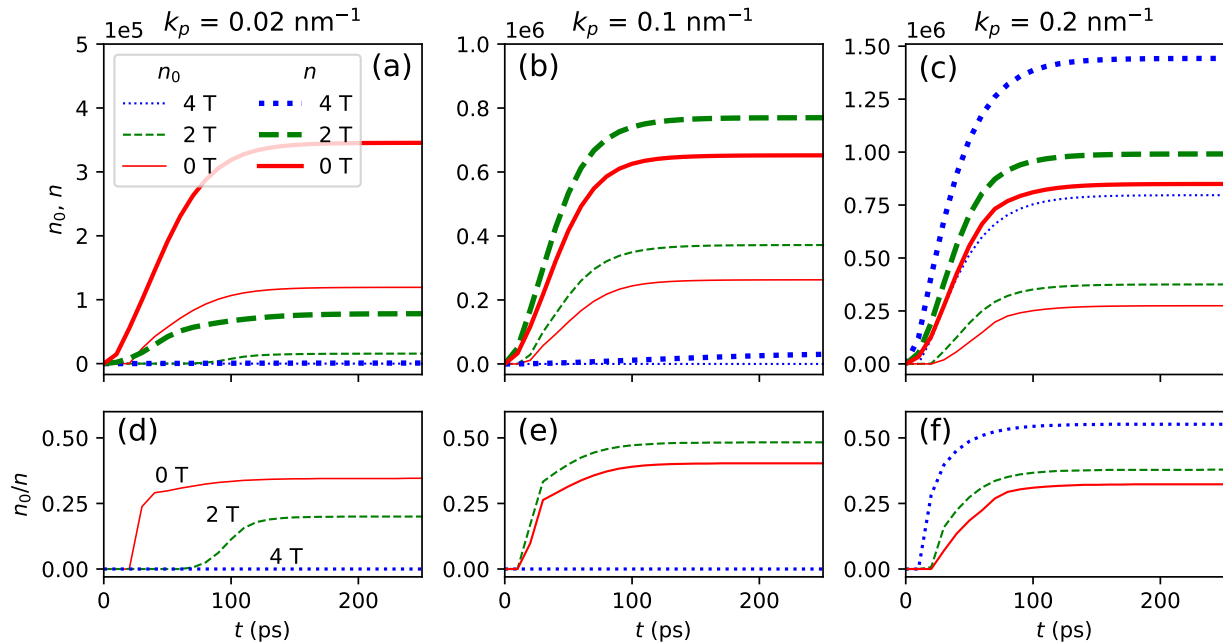 k_p = 0.02 nm⁻¹ k_p = 0.1 nm⁻¹ k_p = 0.2 nm⁻¹
1e5 1e6 1e6
(a) (b) (c)
n₀ n
4 T 4 T
2 T 2 T
0 T 0 T
n₀, n
5
4
3
2
1
0
1.0
0.8
0.6
0.4
0.2
0.0
1.50
1.25
1.00
0.75
0.50
0.25
0.00
(d) (e) (f)
0 T
2 T
4 T
n₀/n
0.50
0.25
0.00
0.50
0.25
0.00
0.50
0.25
0.00
0 100 200 0 100 200 0 100 200
t (ps) t (ps) t (ps)